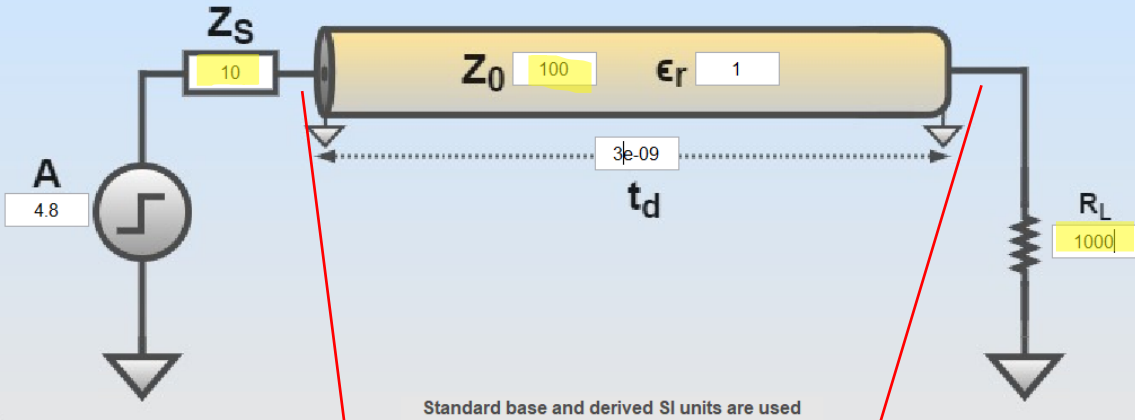 ZS
10
Z0 100 ϵr 1
3e-09
td
A
4.8
RL
1000
Standard base and derived SI units are used